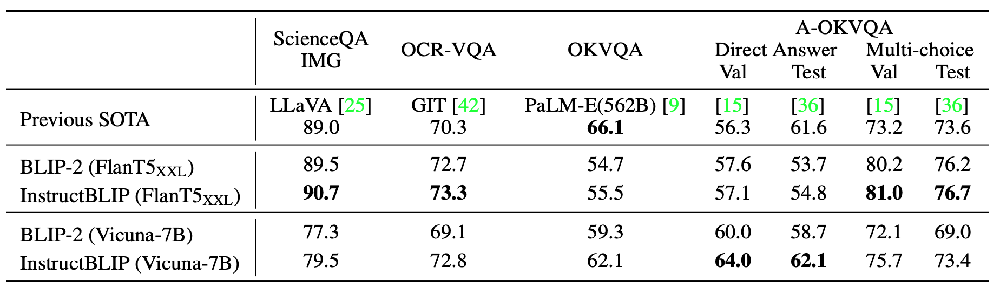 ScienceQA IMG OCR-VQA OKVQA A-OKVQA
Direct Answer Multi-choice
Val Test Val Test
Previous SOTA LLaVA [25] GIT [42] PaLM-E(562B) [9] [15] [36] [15] [36]
89.0 70.3 66.1 56.3 61.6 73.2 73.6
BLIP-2 (FlanT5XXL) 89.5 72.7 54.7 57.6 53.7 80.2 76.2
InstructBLIP (FlanT5XXL) 90.7 73.3 55.5 57.1 54.8 81.0 76.7
BLIP-2 (Vicuna-7B) 77.3 69.1 59.3 60.0 58.7 72.1 69.0
InstructBLIP (Vicuna-7B) 79.5 72.8 62.1 64.0 62.1 75.7 73.4